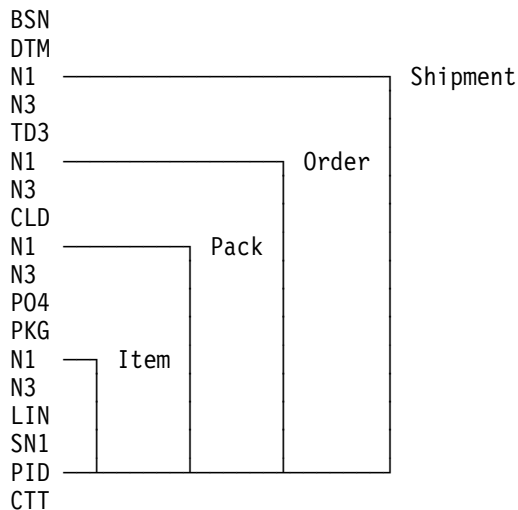 BSN
DTM
N1 Shipment
N3
TD3
N1 Order
N3
CLD
N1 Pack
N3
PO4
PKG
N1 Item
N3
LIN
SN1
PID
CTT